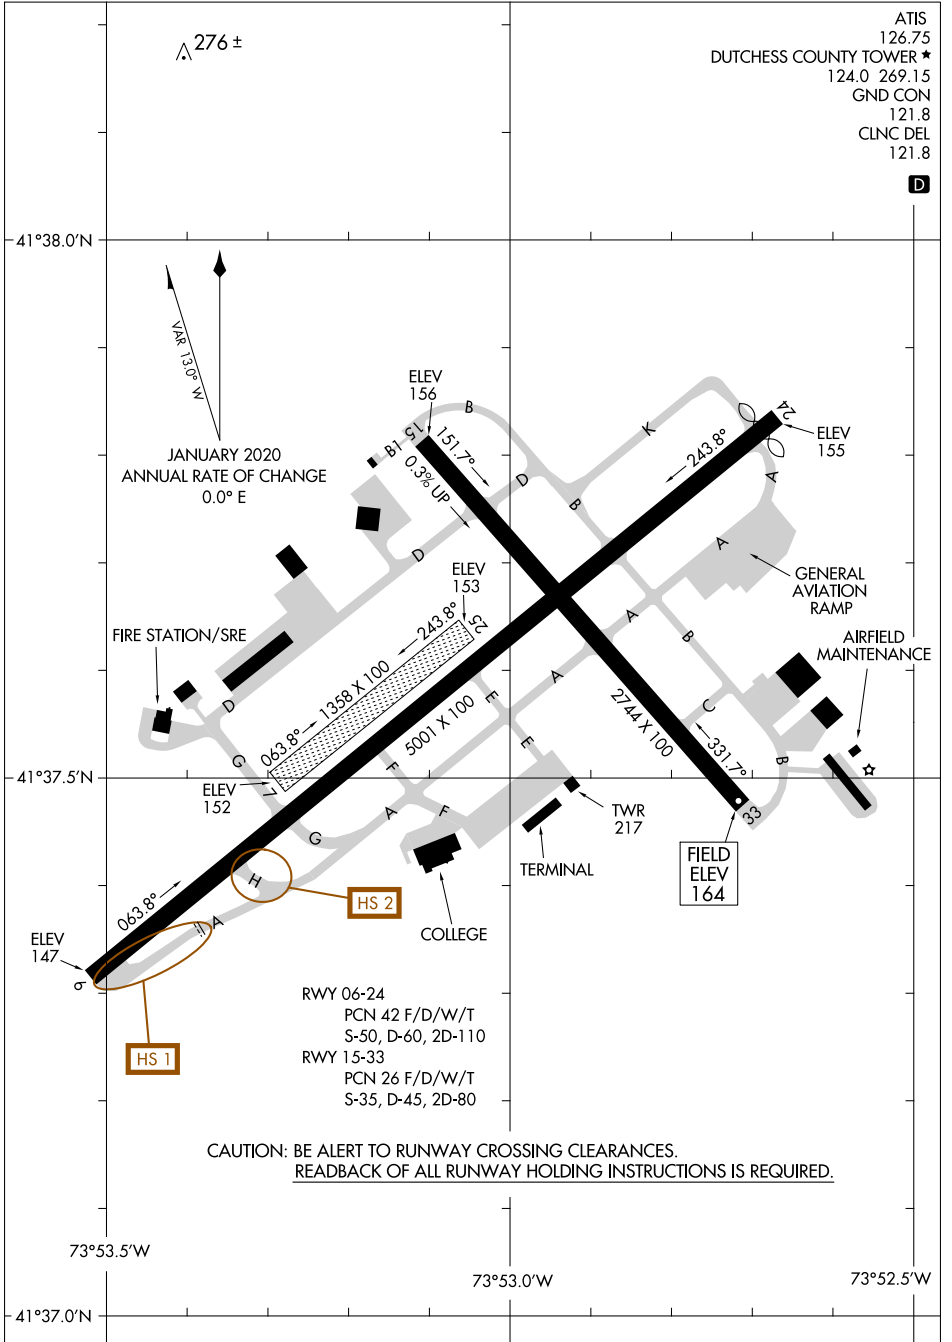 276 ±
ATIS
126.75
DUTCHESS COUNTY TOWER ★
124.0 269.15
GND CON
121.8
CLNC DEL
121.8
D
41°38.0'N
VAR 13.0° W
JANUARY 2020
ANNUAL RATE OF CHANGE
0.0° E
ELEV
156
B
K
24
ELEV
155
15
B1
151.7°
0.3% UP
243.8°
D
B
A
A
D
GENERAL
AVIATION
RAMP
ELEV
153
25
243.8°
1358 X 100
063.8°
FIRE STATION/SRE
AIRFIELD
MAINTENANCE
A
B
A
E
C
D
5001 X 100
2744 X 100
E
331.7°
G
F
B
41°37.5'N
7
ELEV
152
A
F
G
TWR
217
33
TERMINAL
FIELD
ELEV
164
H
HS 2
063.8°
A
COLLEGE
ELEV
147
6
HS 1
RWY 06-24
PCN 42 F/D/W/T
S-50, D-60, 2D-110
RWY 15-33
PCN 26 F/D/W/T
S-35, D-45, 2D-80
CAUTION: BE ALERT TO RUNWAY CROSSING CLEARANCES.
READBACK OF ALL RUNWAY HOLDING INSTRUCTIONS IS REQUIRED.
73°53.5'W
73°53.0'W
73°52.5'W
41°37.0'N